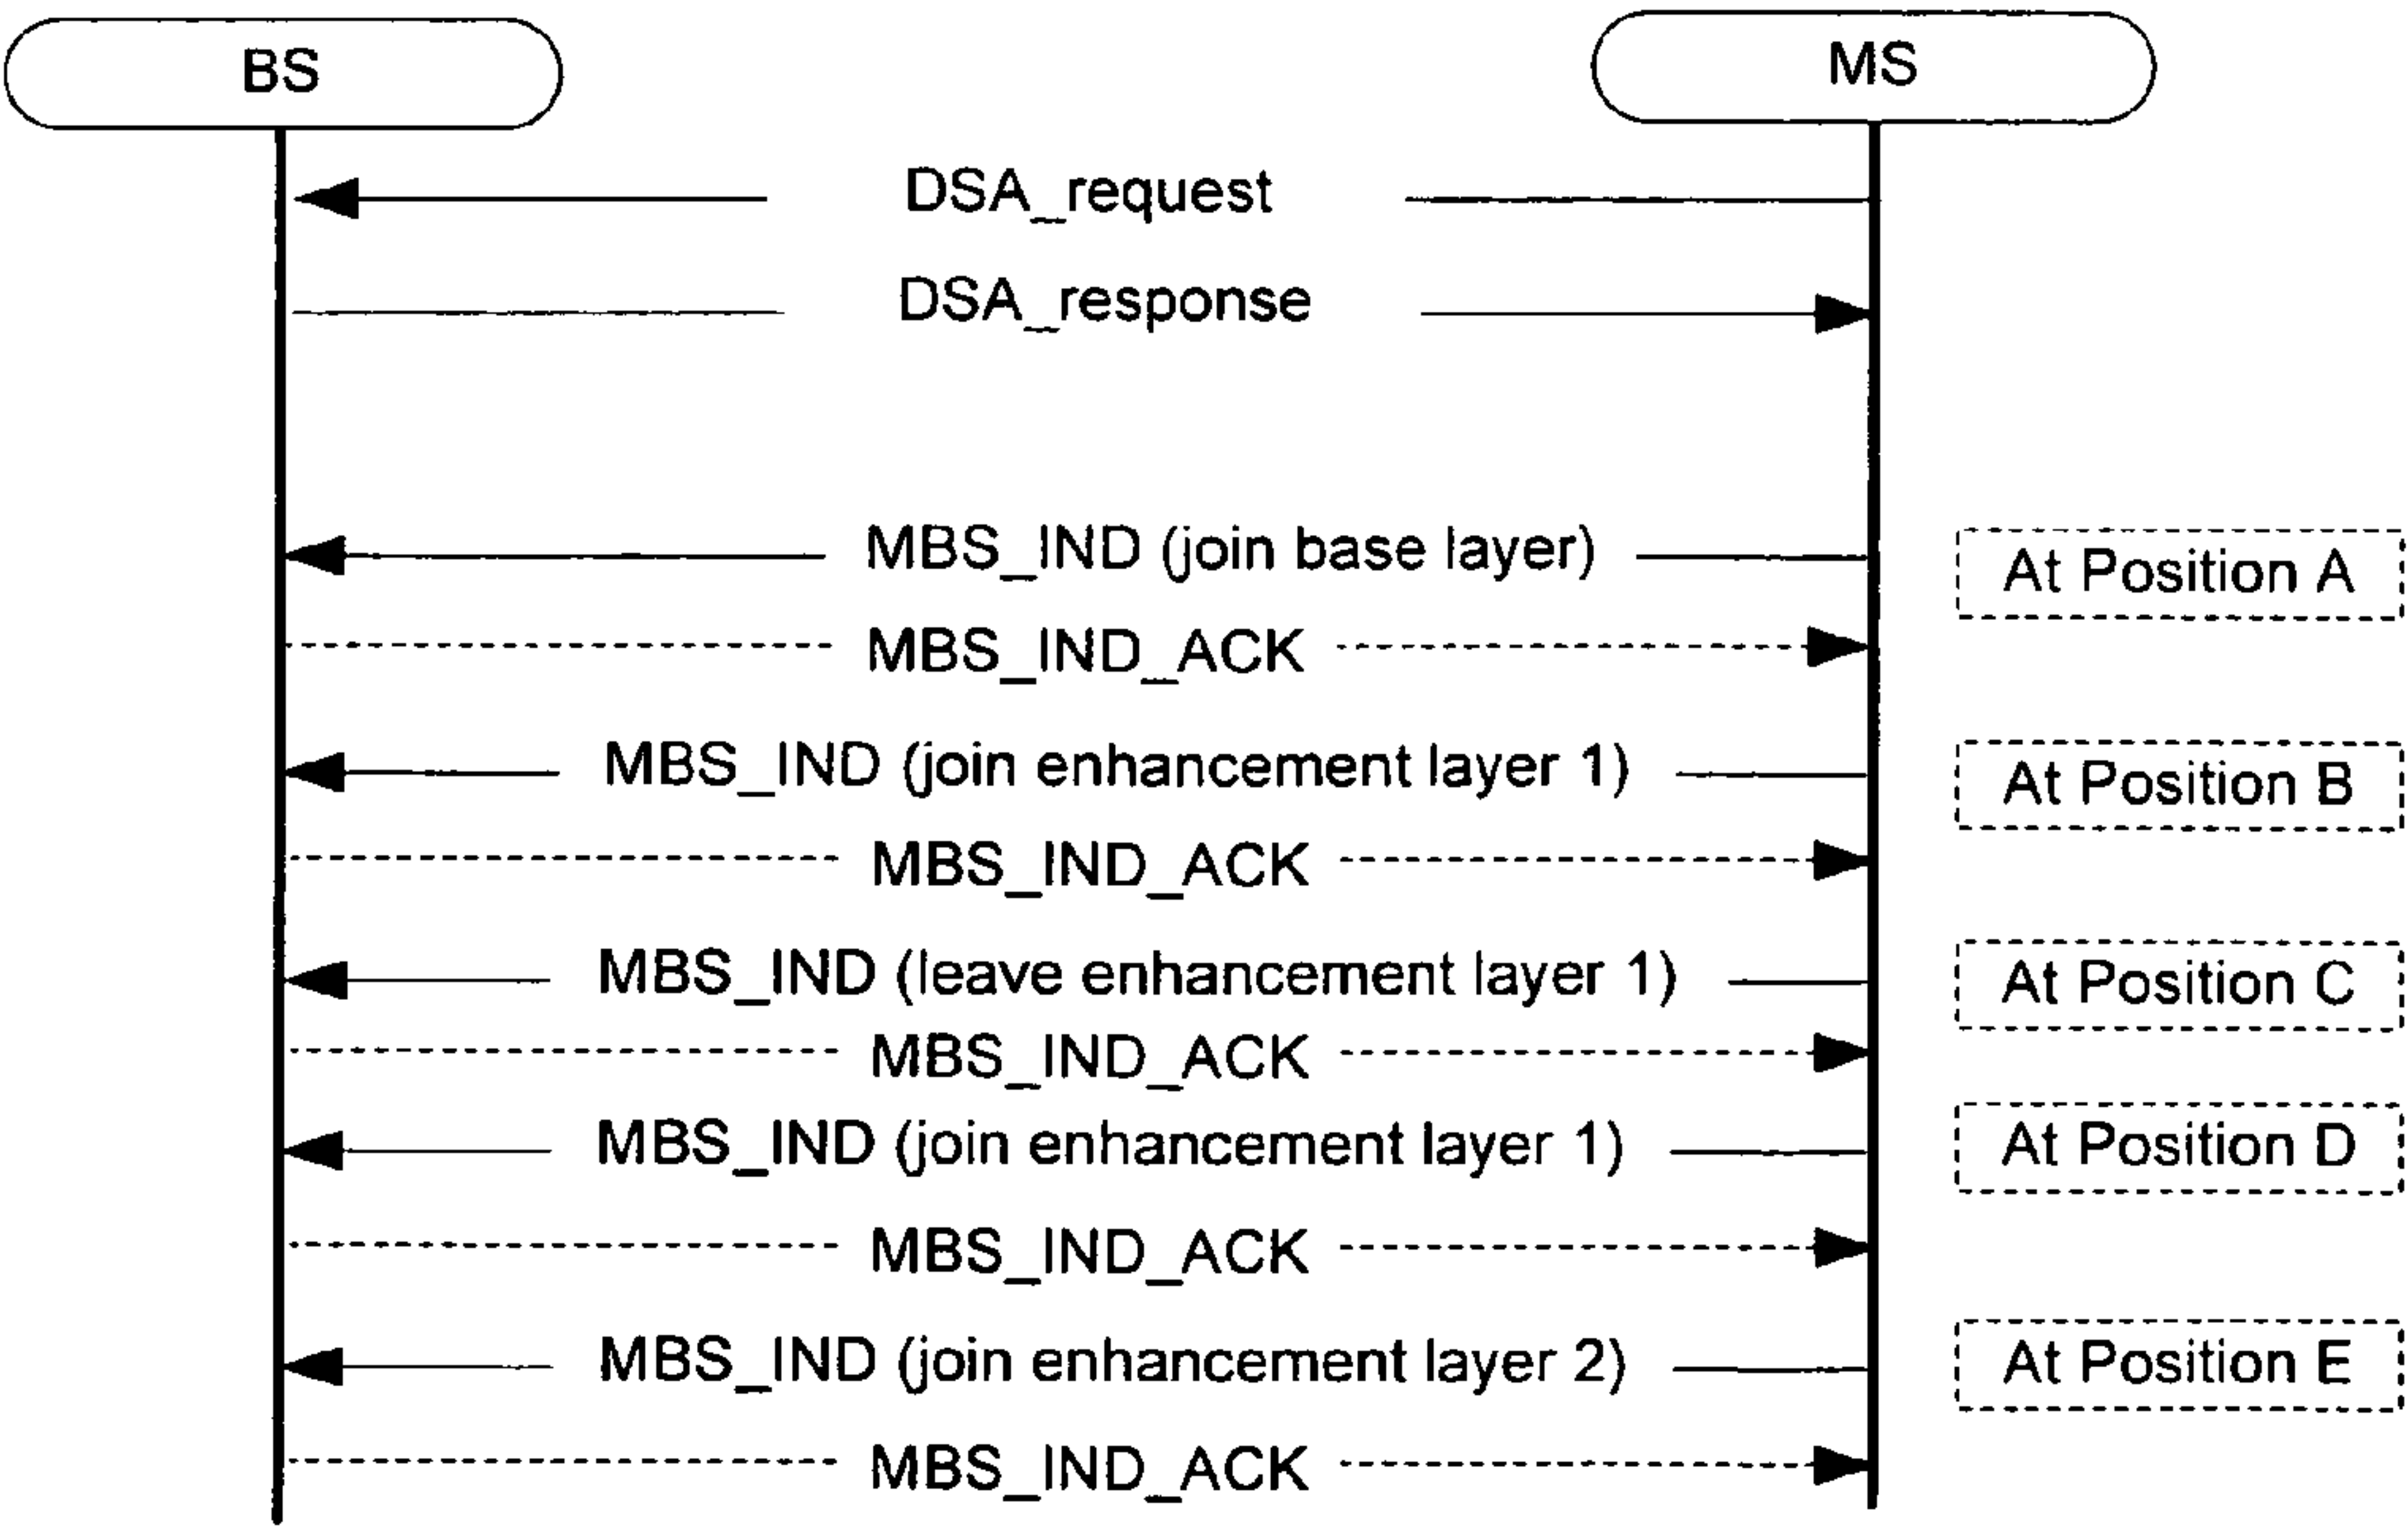 BS
MS
DSA_request
DSA_response
MBS_IND (join base layer)
At Position A
MBS_IND_ACK
MBS_IND (join enhancement layer 1)
At Position B
MBS_IND_ACK
MBS_IND (leave enhancement layer 1)
At Position C
MBS_IND_ACK
MBS_IND (join enhancement layer 1)
At Position D
MBS_IND_ACK
MBS_IND (join enhancement layer 2)
At Position E
MBS_IND_ACK